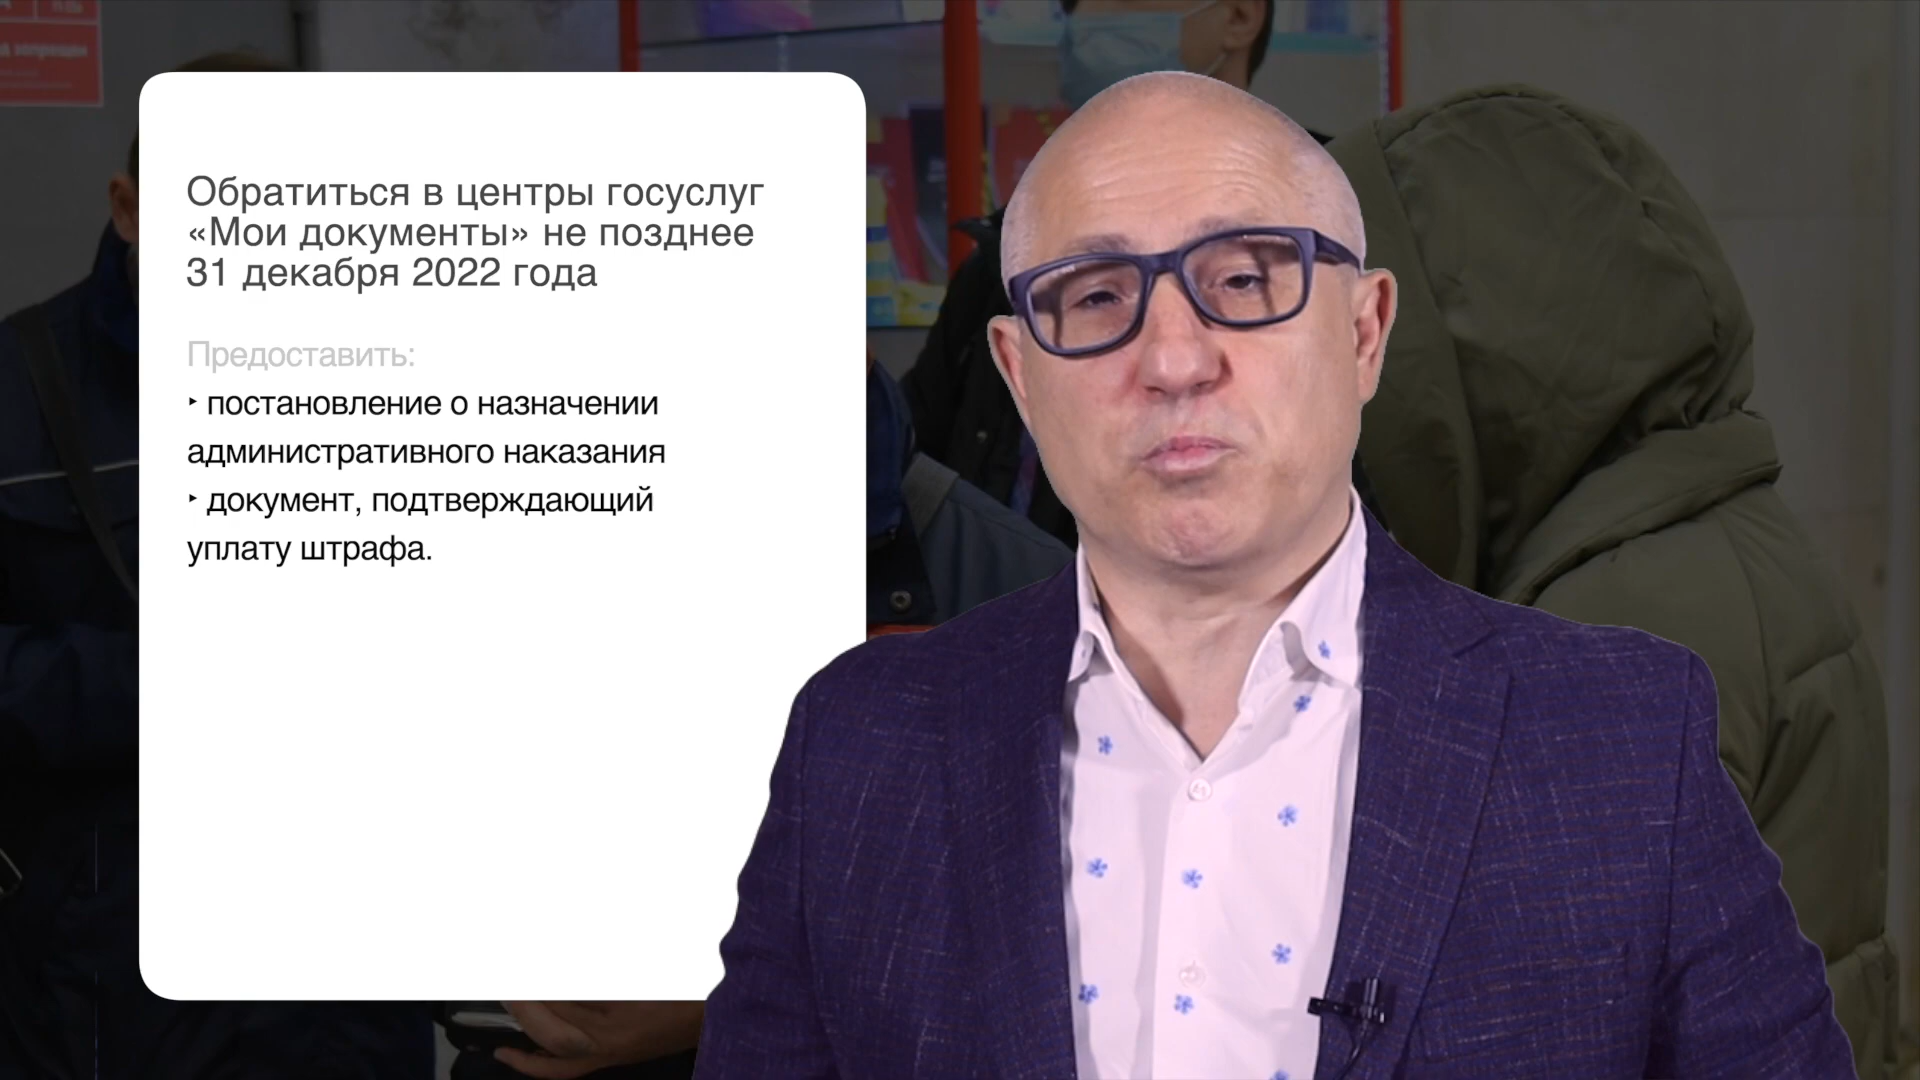 запрещен
Обратиться в центры госуслуг
«Мои документы» не позднее
31 декабря 2022 года
Предоставить:
‣ постановление о назначении
административного наказания
‣ документ, подтверждающий
уплату штрафа.